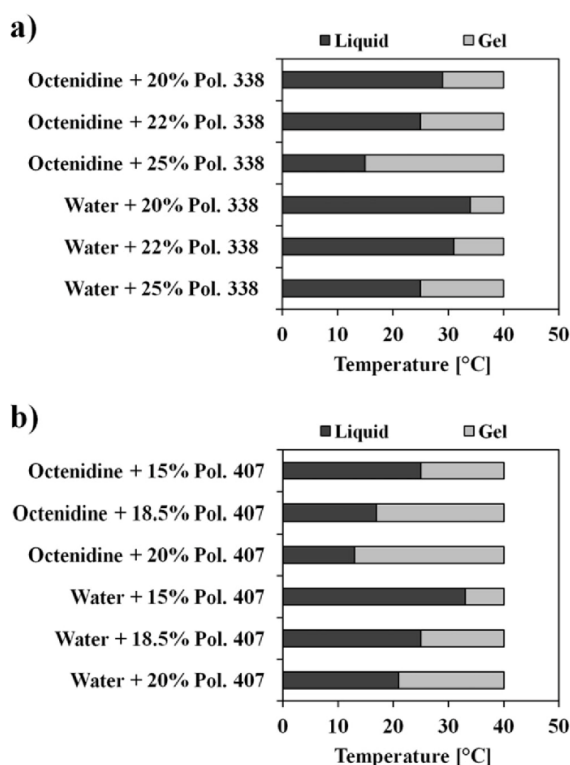 a)
Liquid Gel
Octenidine + 20% Pol. 338
Octenidine + 22% Pol. 338
Octenidine + 25% Pol. 338
Water + 20% Pol. 338
Water + 22% Pol. 338
Water + 25% Pol. 338
0 10 20 30 40 50
Temperature [°C]
b)
Liquid Gel
Octenidine + 15% Pol. 407
Octenidine + 18.5% Pol. 407
Octenidine + 20% Pol. 407
Water + 15% Pol. 407
Water + 18.5% Pol. 407
Water + 20% Pol. 407
0 10 20 30 40 50
Temperature [°C]